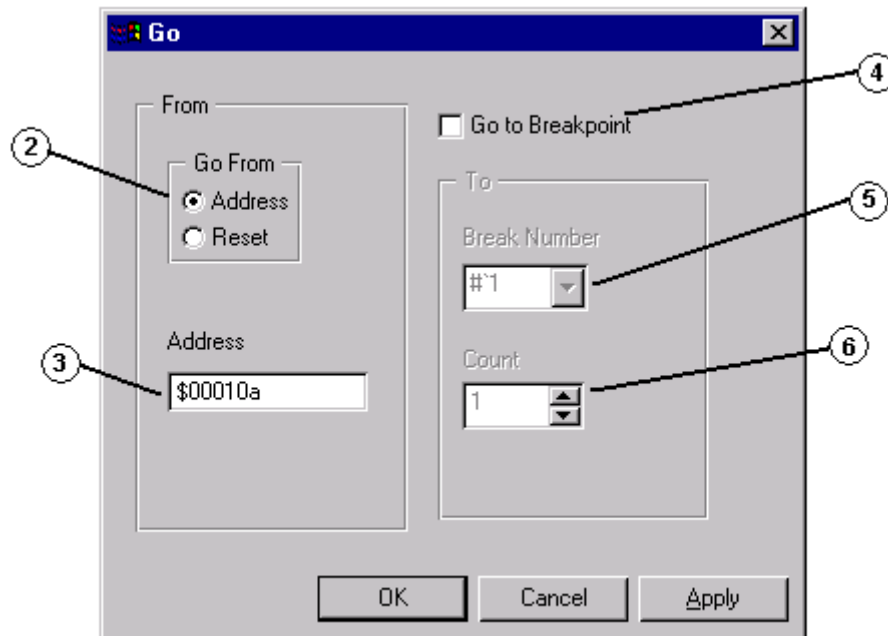 Go
From
Go From
Address
Reset
Address
$00010a
Go to Breakpoint
To
Break Number
#`1
Count
1
OK
Cancel
Apply
2
3
4
5
6